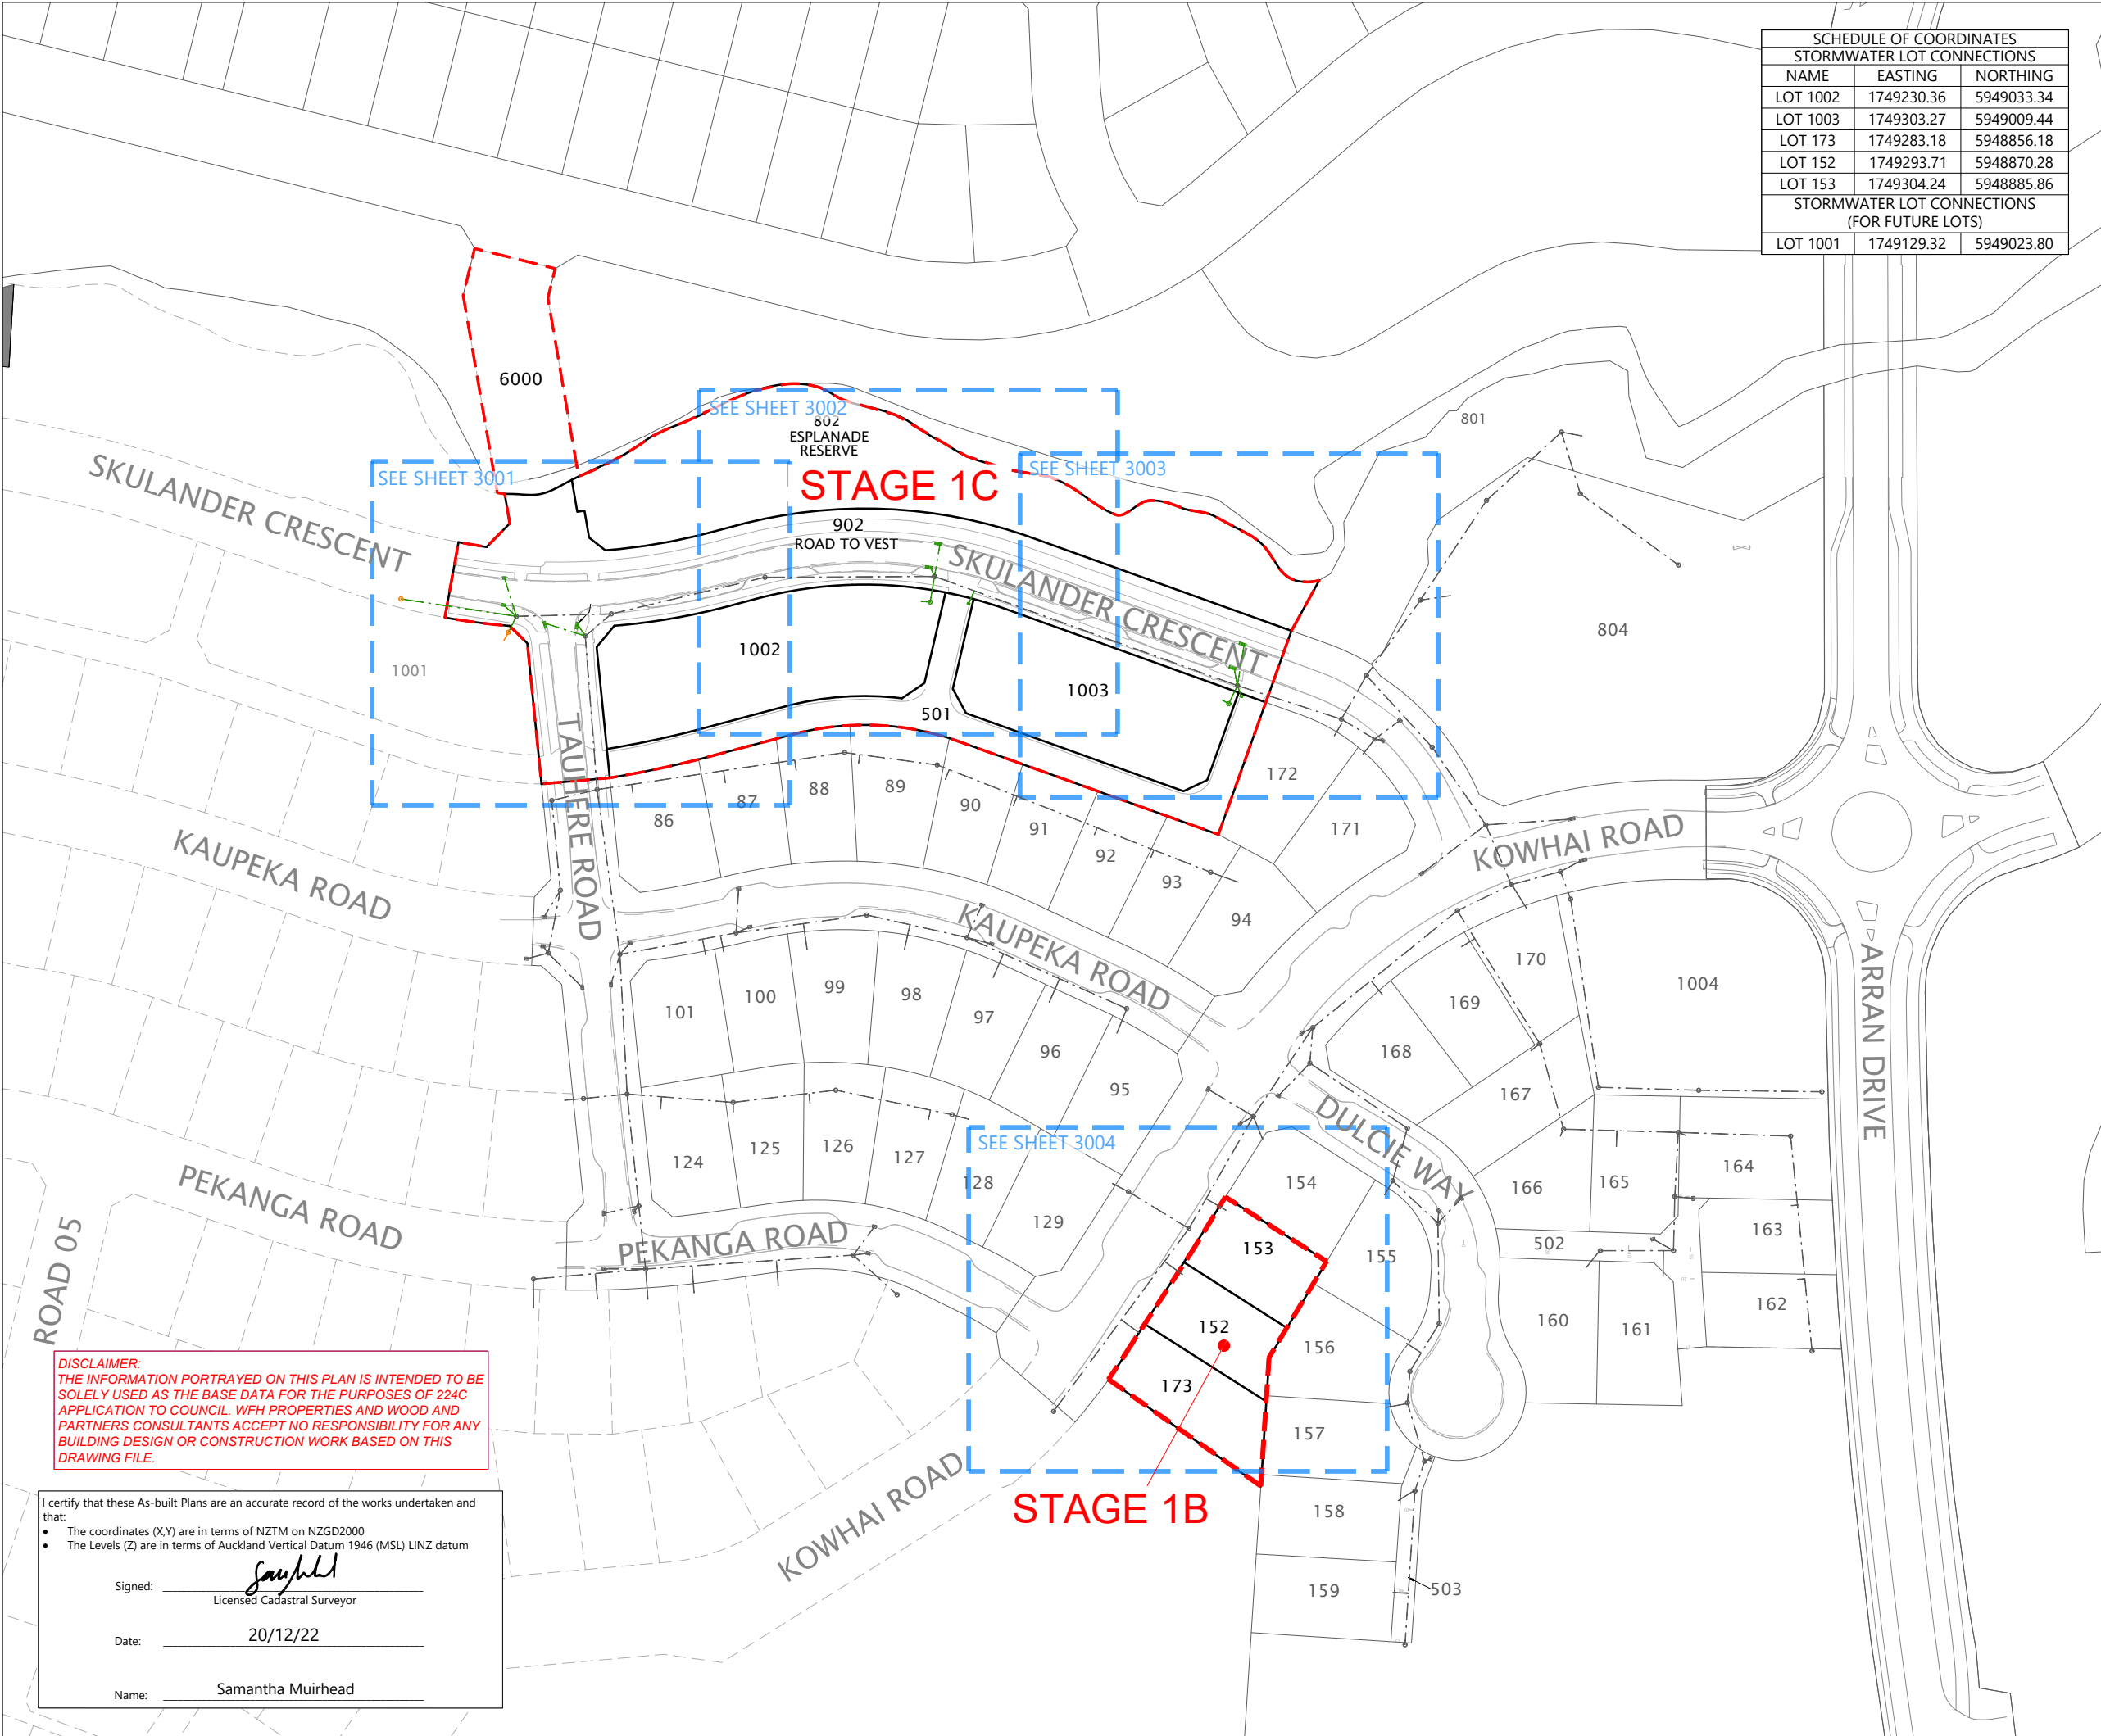 SCHEDULE OF COORDINATES
STORMWATER LOT CONNECTIONS
NAME EASTING NORTHING
LOT 1002 1749230.36 5949033.34
LOT 1003 1749303.27 5949009.44
LOT 173 1749283.18 5948856.18
LOT 152 1749293.71 5948870.28
LOT 153 1749304.24 5948885.86
STORMWATER LOT CONNECTIONS
(FOR FUTURE LOTS)
LOT 1001 1749129.32 5949023.80
6000
SEE SHEET 3002
802
ESPLANADE
RESERVE
801
SEE SHEET 3001
STAGE 1C
SEE SHEET 3003
SKULANDER CRESCENT
902
ROAD TO VEST
SKULANDER CRESCENT
804
1001
1002
1003
501
TAUHERE ROAD
172
171
86
87
88
89
90
91
92
93
94
KAUPEKA ROAD
KOWHAI ROAD
KAUPEKA ROAD
ARRAN DRIVE
101
100
99
98
97
96
95
168
169
170
1004
167
DULCIE WAY
SEE SHEET 3004
124
125
126
127
128
129
154
155
166
165
164
163
162
502
160
161
PEKANGA ROAD
PEKANGA ROAD
ROAD 05
153
152
173
156
157
158
159
503
STAGE 1B
KOWHAI ROAD
DISCLAIMER:
THE INFORMATION PORTRAYED ON THIS PLAN IS INTENDED TO BE
SOLELY USED AS THE BASE DATA FOR THE PURPOSES OF 224C
APPLICATION TO COUNCIL. WFH PROPERTIES AND WOOD AND
PARTNERS CONSULTANTS ACCEPT NO RESPONSIBILITY FOR ANY
BUILDING DESIGN OR CONSTRUCTION WORK BASED ON THIS
DRAWING FILE.
I certify that these As-built Plans are an accurate record of the works undertaken and
that:
• The coordinates (X,Y) are in terms of NZTM on NZGD2000
• The Levels (Z) are in terms of Auckland Vertical Datum 1946 (MSL) LINZ datum
Signed:
Licensed Cadastral Surveyor
Date: 20/12/22
Name: Samantha Muirhead